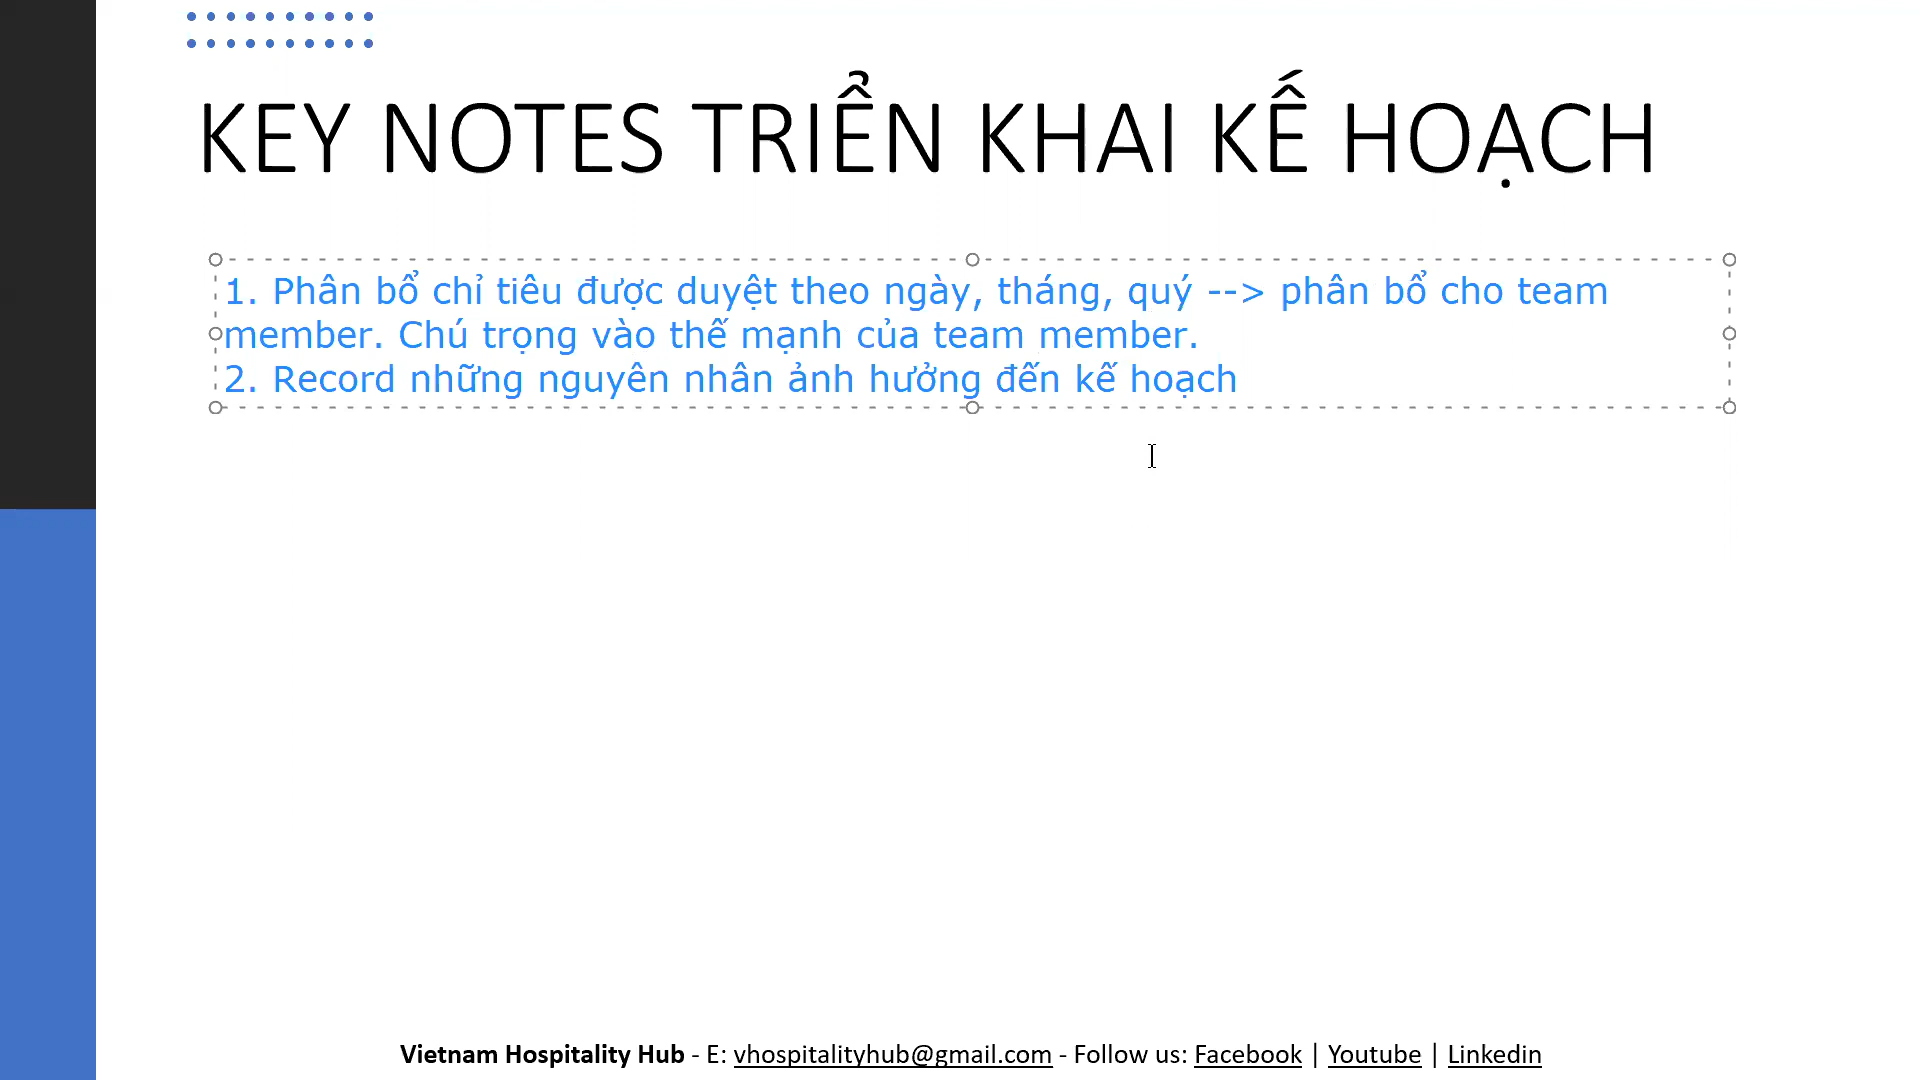 KEY NOTES TRIỂN KHAI KẾ HOẠCH
1. Phân bổ chỉ tiêu được duyệt theo ngày, tháng, quý --> phân bổ cho team
member. Chú trọng vào thế mạnh của team member.
2. Record những nguyên nhân ảnh hưởng đến kế hoạch
Vietnam Hospitality Hub - E: vhospitalityhub@gmail.com - Follow us: Facebook | Youtube | Linkedin